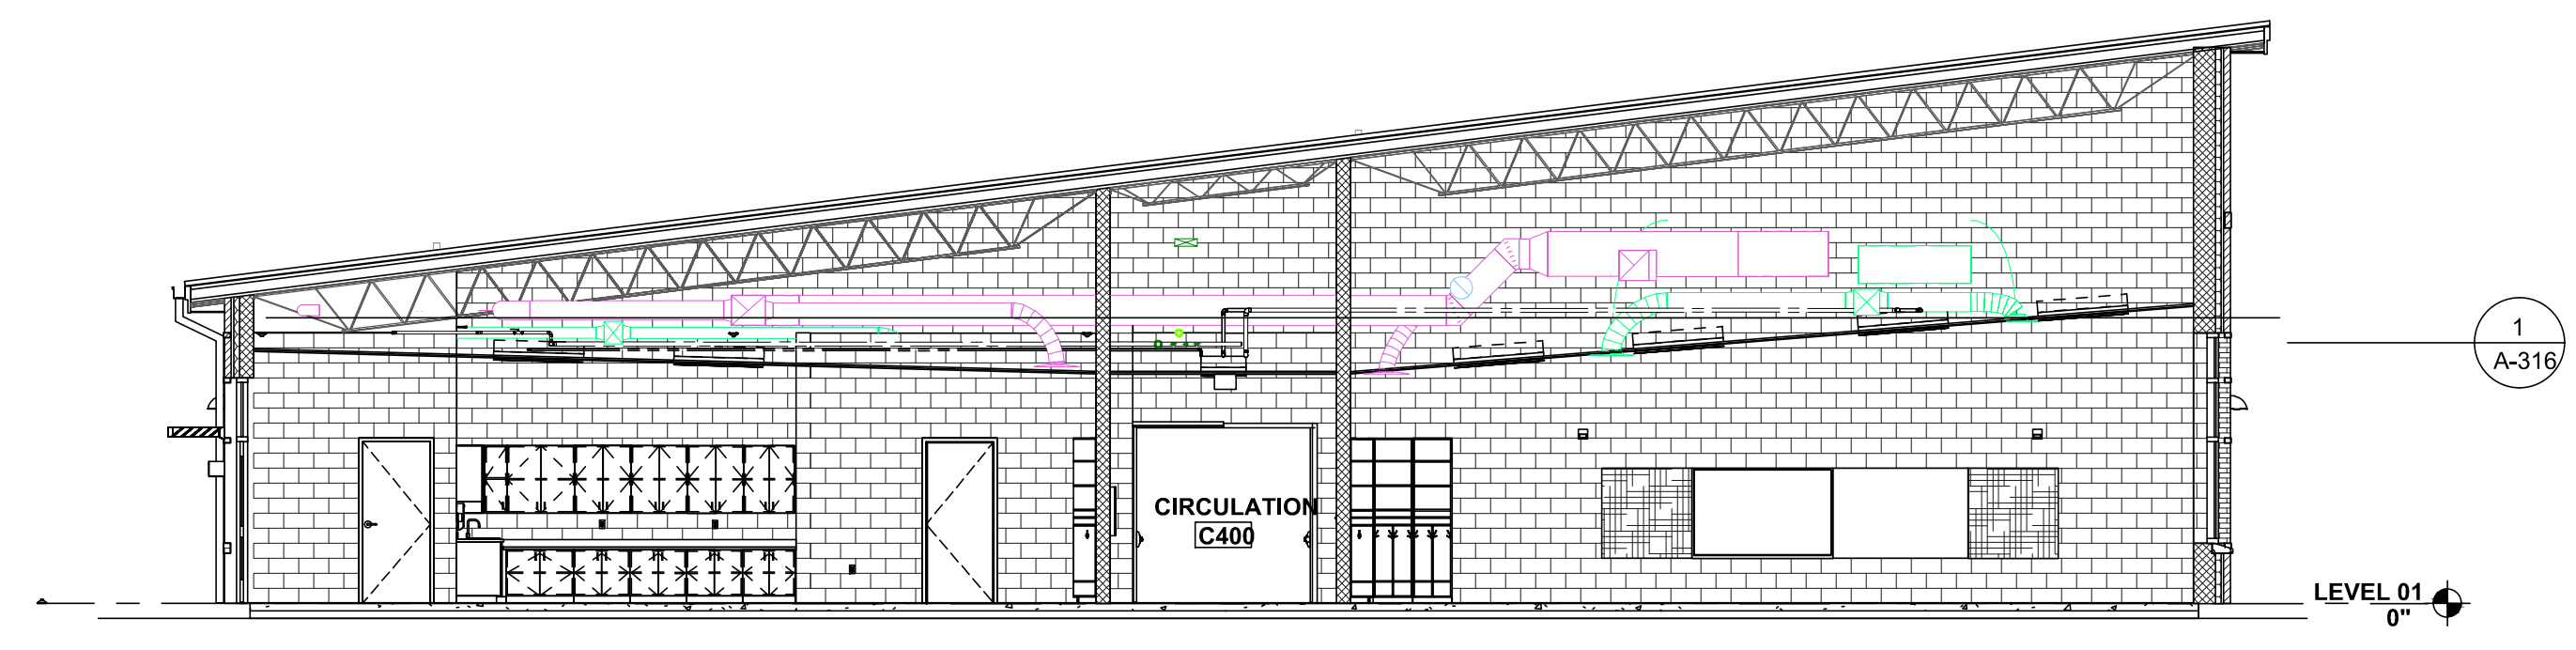 1
A-316
CIRCULATION
C400
LEVEL 01
0"